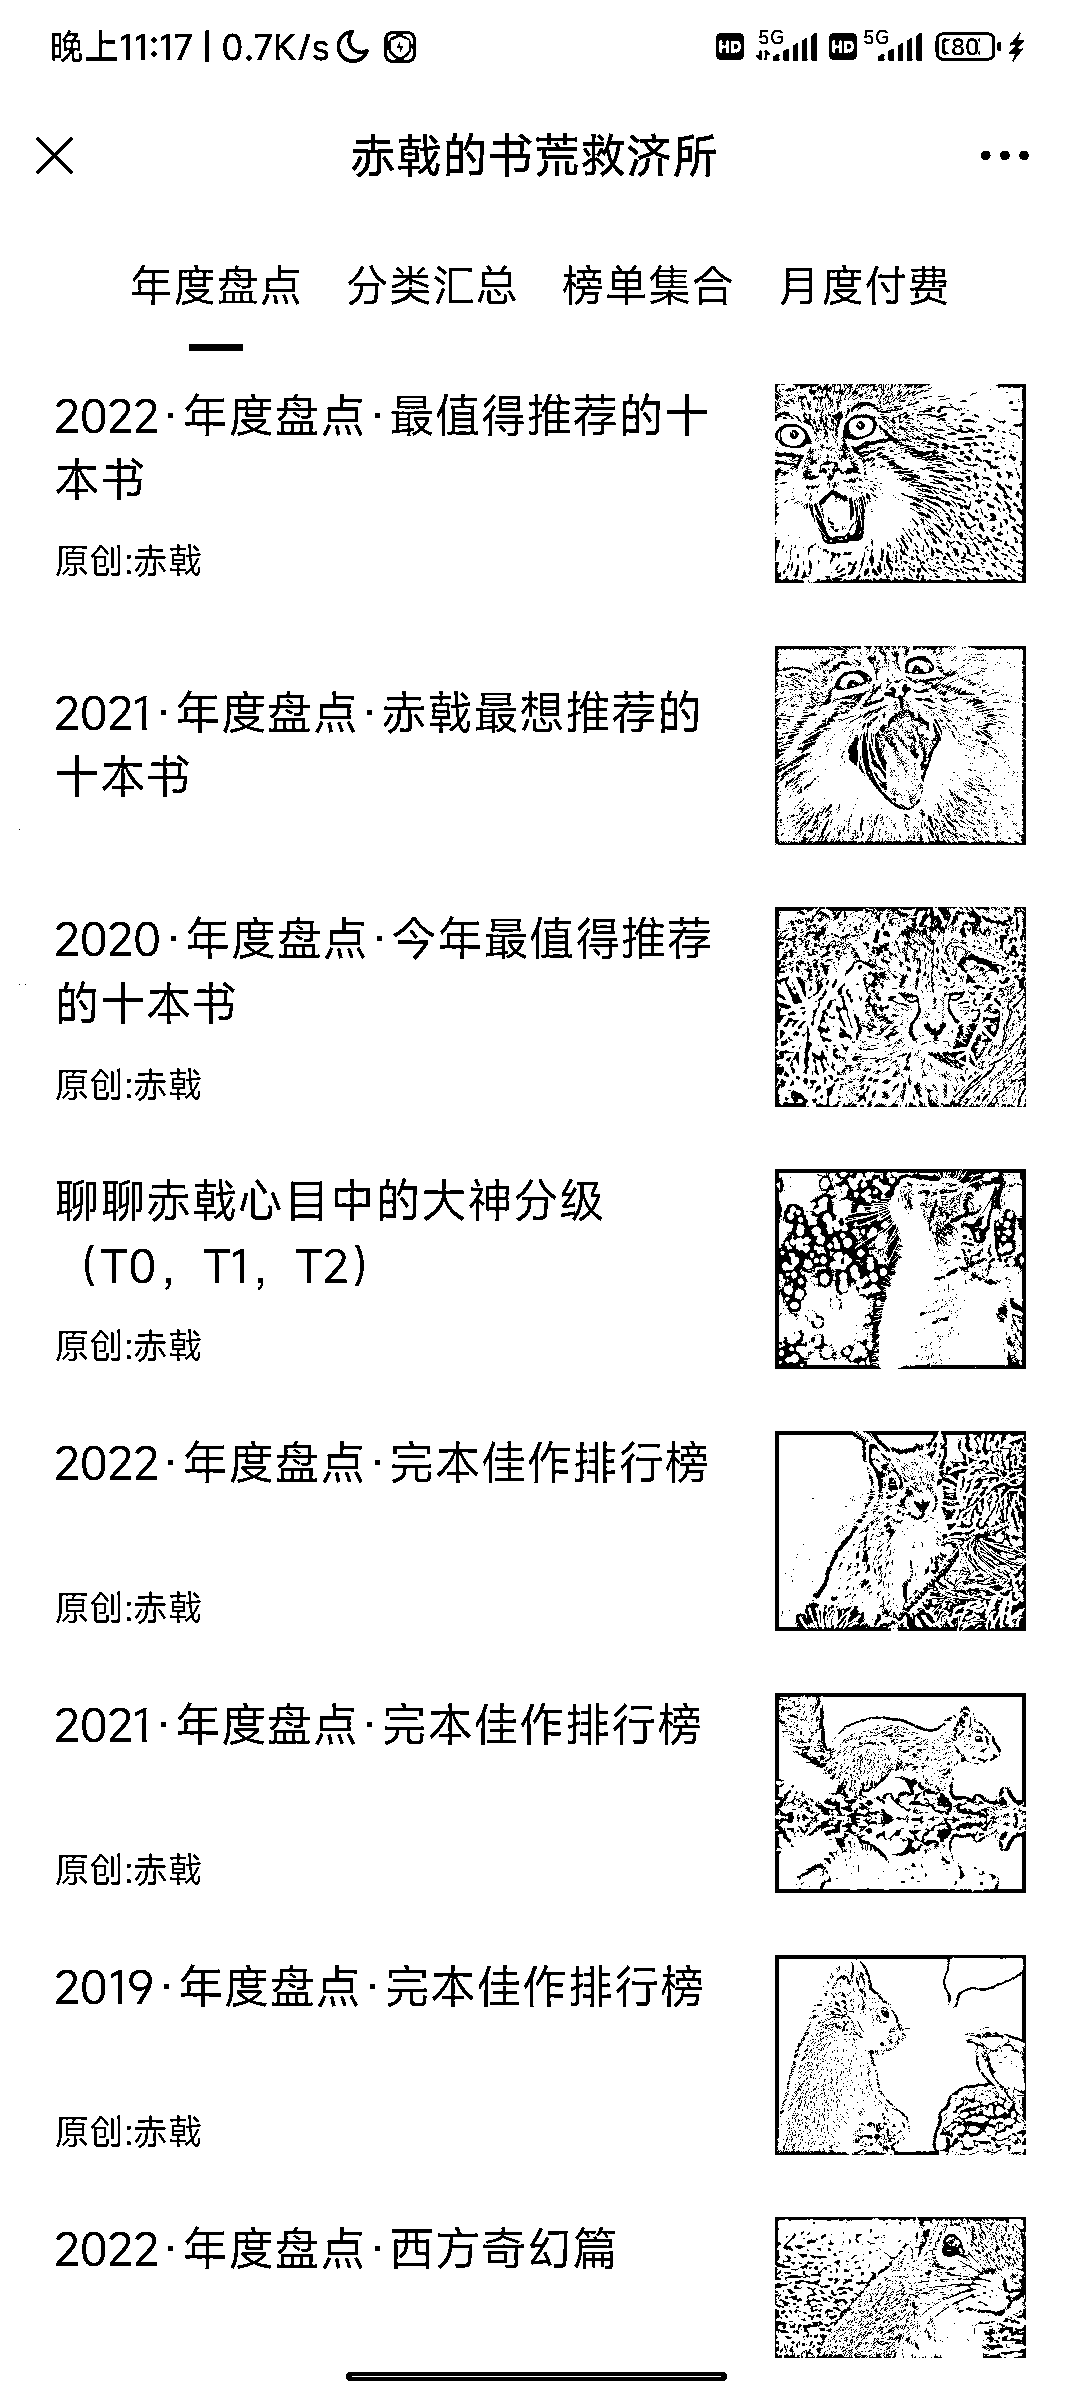 晚上11:17 | 0.7K/s
HD 5G HD 5G 80
赤戟的书荒救济所
年度盘点 分类汇总 榜单集合 月度付费
2022·年度盘点·最值得推荐的十
本书
原创:赤戟
2021·年度盘点·赤戟最想推荐的
十本书
2020·年度盘点·今年最值得推荐
的十本书
原创:赤戟
聊聊赤戟心目中的大神分级
（T0，T1，T2）
原创:赤戟
2022·年度盘点·完本佳作排行榜
原创:赤戟
2021·年度盘点·完本佳作排行榜
原创:赤戟
2019·年度盘点·完本佳作排行榜
原创:赤戟
2022·年度盘点·西方奇幻篇